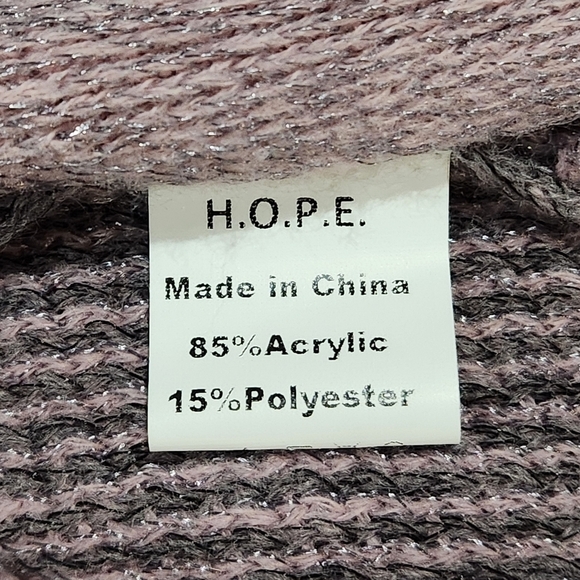 H.O.P.E.
Made in China
85%Acrylic
15%Polyester